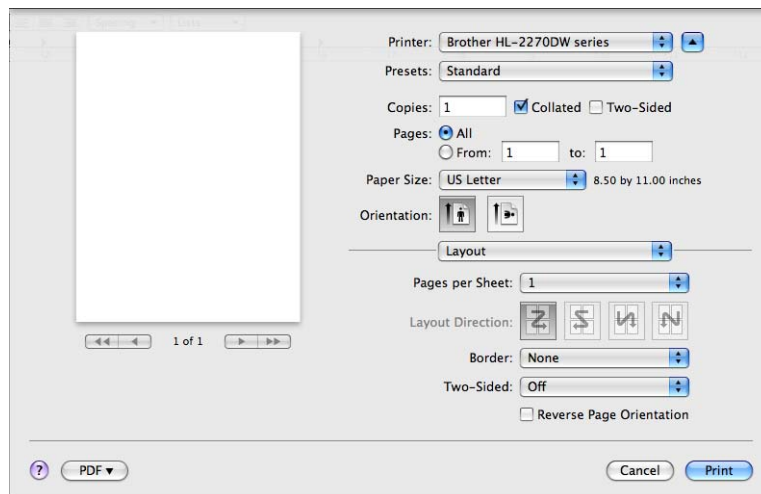 Spacing Lists
Printer: Brother HL-2270DW series
Presets: Standard
Copies: 1 Collated Two-Sided
Pages: All
From: 1 to: 1
Paper Size: US Letter 8.50 by 11.00 inches
Orientation:
Layout
Pages per Sheet: 1
Layout Direction:
1 of 1
Border: None
Two-Sided: Off
Reverse Page Orientation
? PDF Cancel Print